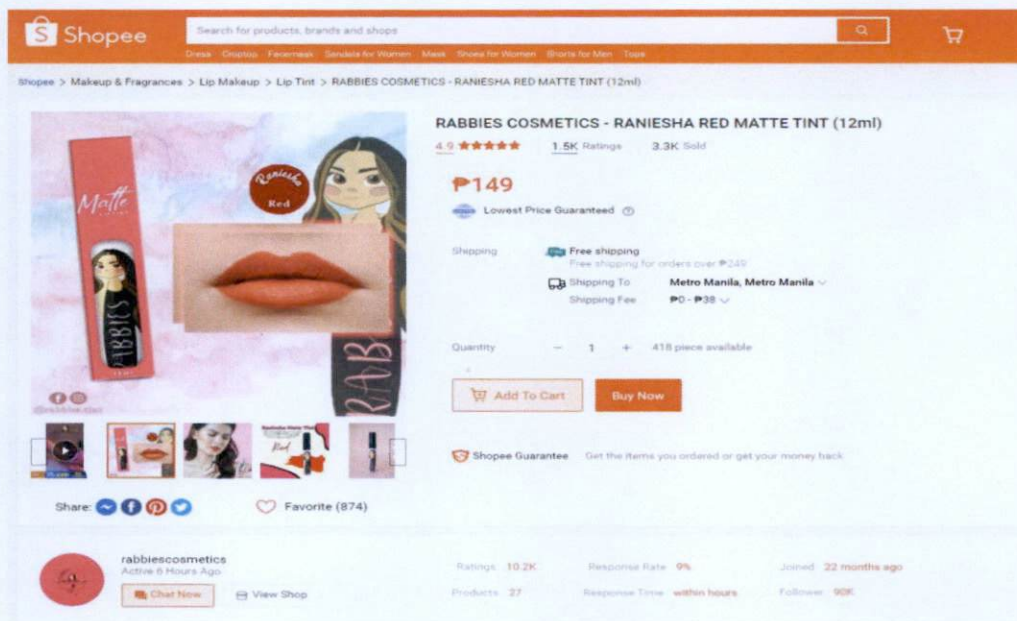 Shopee
Search for products, brands and shops
Dress Croptop Facemask Sandals for Women Mask Shoes for Women Shorts for Men Tops
Shopee > Makeup & Fragrances > Lip Makeup > Lip Tint > RABBIES COSMETICS - RANIESHA RED MATTE TINT (12ml)
RABBIES COSMETICS - RANIESHA RED MATTE TINT (12ml)
4.9 1.5K Ratings 3.3K Sold
₱149
Lowest Price Guaranteed
Shipping Free shipping
Free shipping for orders over ₱249
Shipping To Metro Manila, Metro Manila
Shipping Fee ₱0 - ₱38
Quantity − 1 + 418 piece available
Add To Cart Buy Now
Shopee Guarantee Get the items you ordered or get your money back
Matte
RABBIES
Raniesha
Red
RAB
Red
Share: Favorite (874)
rabbiescosmetics
Active 6 Hours Ago
Chat Now View Shop
Ratings 10.2K Response Rate 9% Joined 22 months ago
Products 27 Response Time within hours Follower 90K